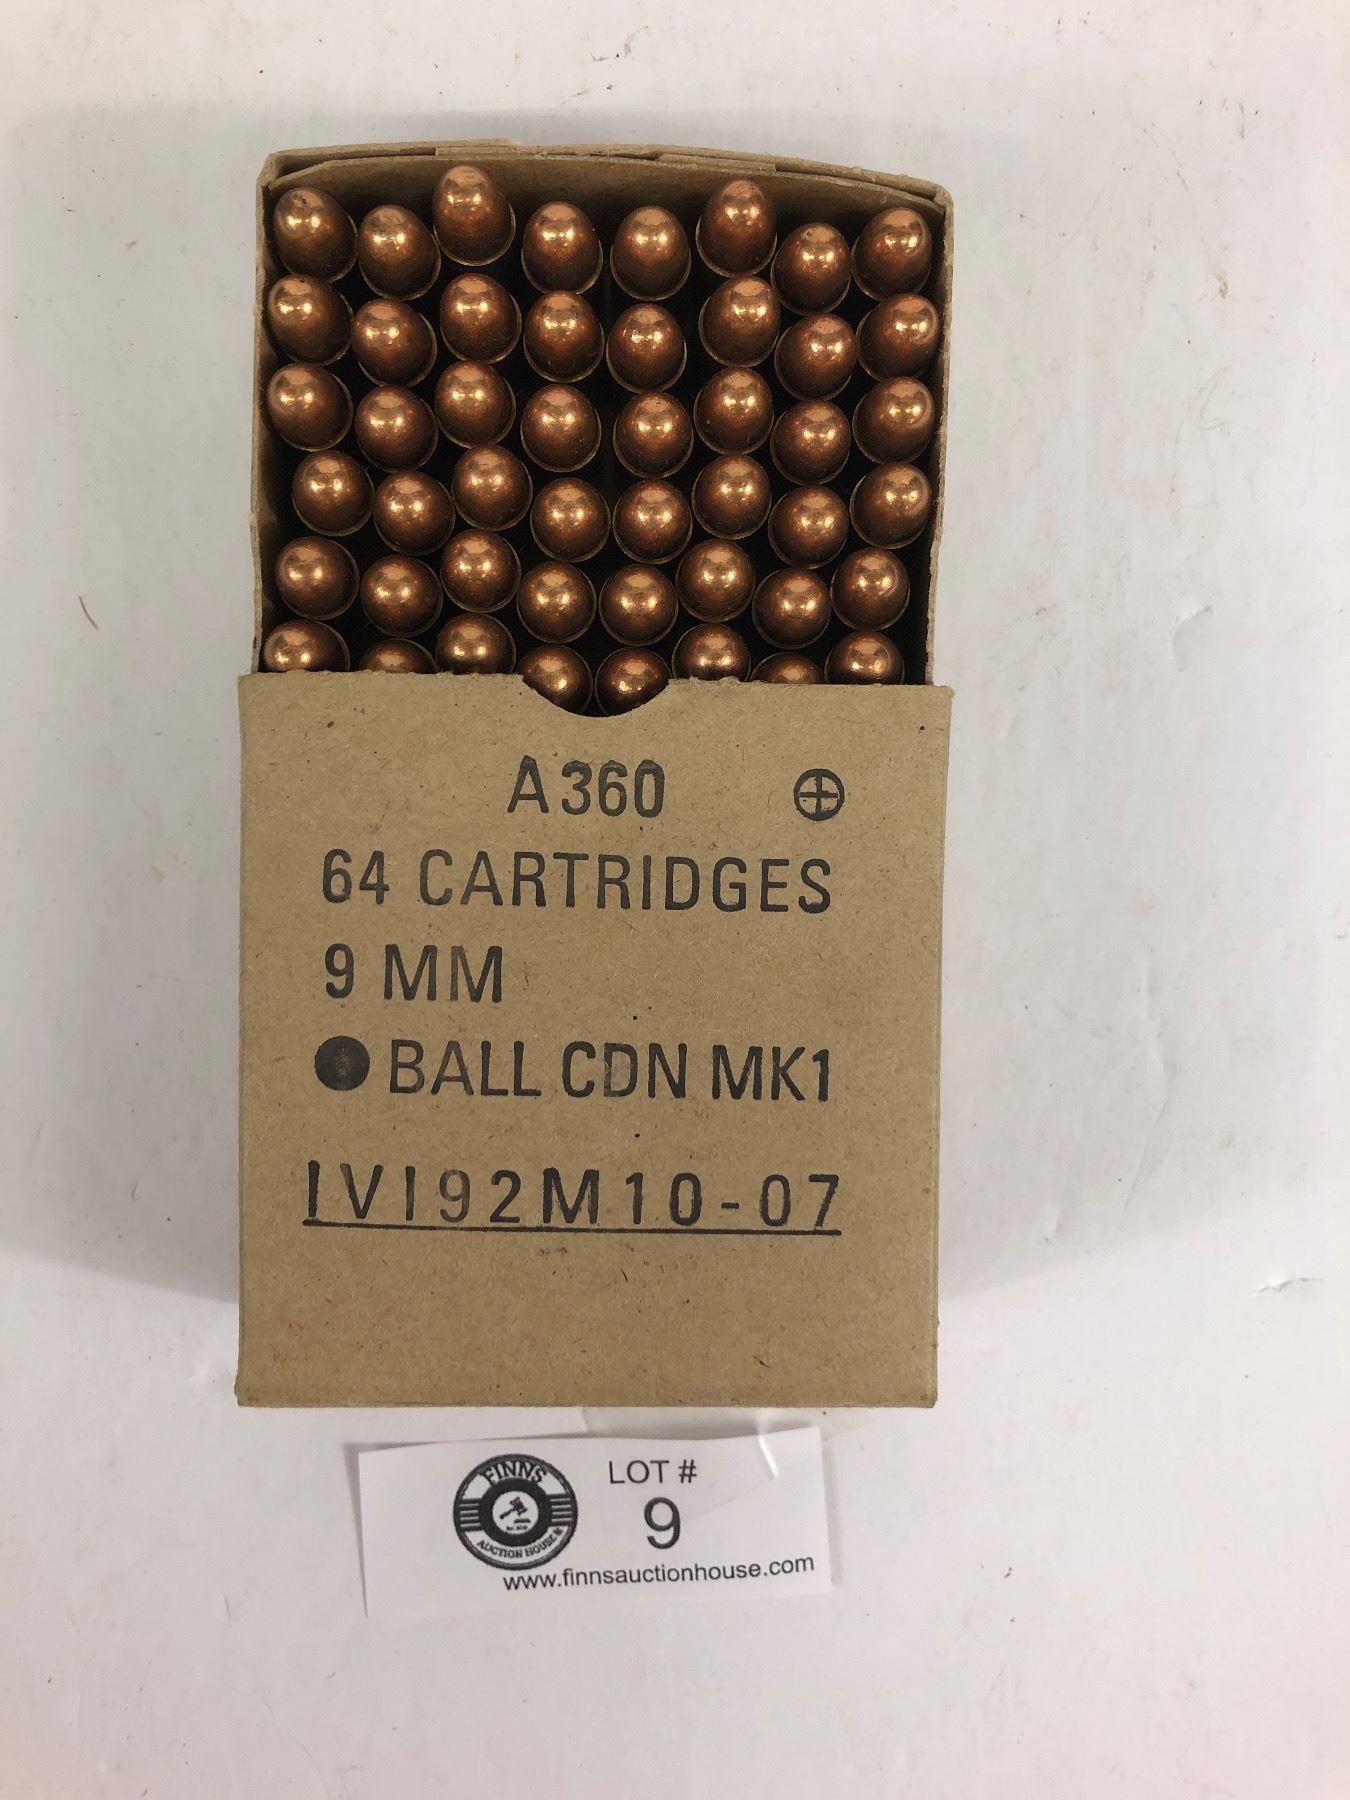 A360 ⊕
64 CARTRIDGES
9 MM
● BALL CDN MK1
IVI92M10-07
FINNS
AUCTION HOUSE
LOT #
9
www.finnsauctionhouse.com